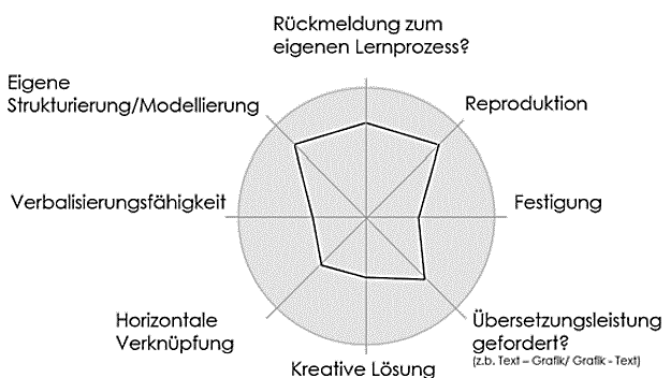 Rückmeldung zum
eigenen Lernprozess?
Eigene
Strukturierung/Modellierung
Reproduktion
Verbalisierungsfähigkeit
Festigung
Horizontale
Verknüpfung
Übersetzungsleistung
gefordert?
(z.b. Text – Grafik/ Grafik - Text)
Kreative Lösung